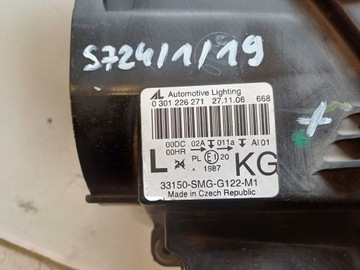 S724/1/19
AL Automotive Lighting
0 301 226 271 27.11.06 668
00DC 02A 011a AI 01
00HR
PL E1 20
1987
L KG
33150-SMG-G122-M1
Made in Czech Republic